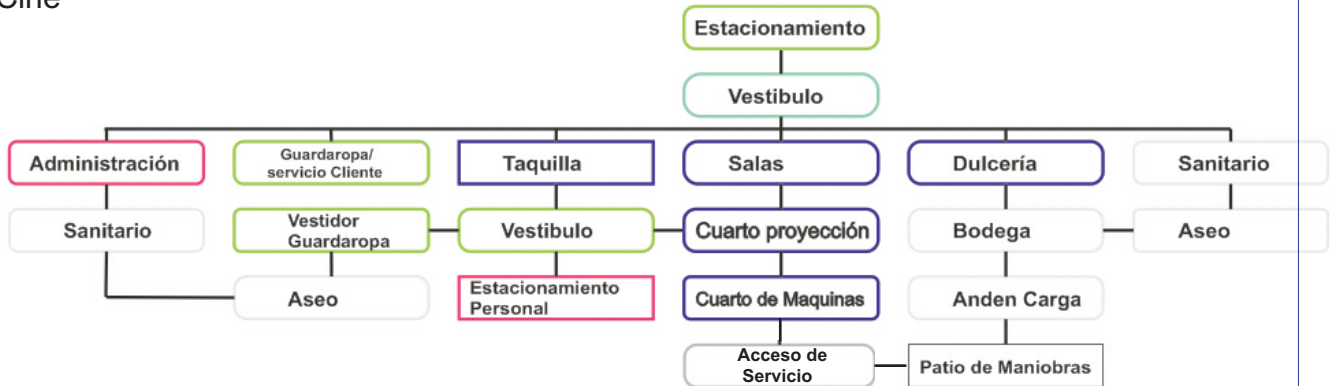 Cine
Estacionamiento
Vestibulo
Administración
Guardaropa/
servicio Cliente
Taquilla
Salas
Dulcería
Sanitario
Sanitario
Vestidor
Guardaropa
Vestibulo
Cuarto proyección
Bodega
Aseo
Aseo
Estacionamiento
Personal
Cuarto de Maquinas
Anden Carga
Acceso de
Servicio
Patio de Maniobras